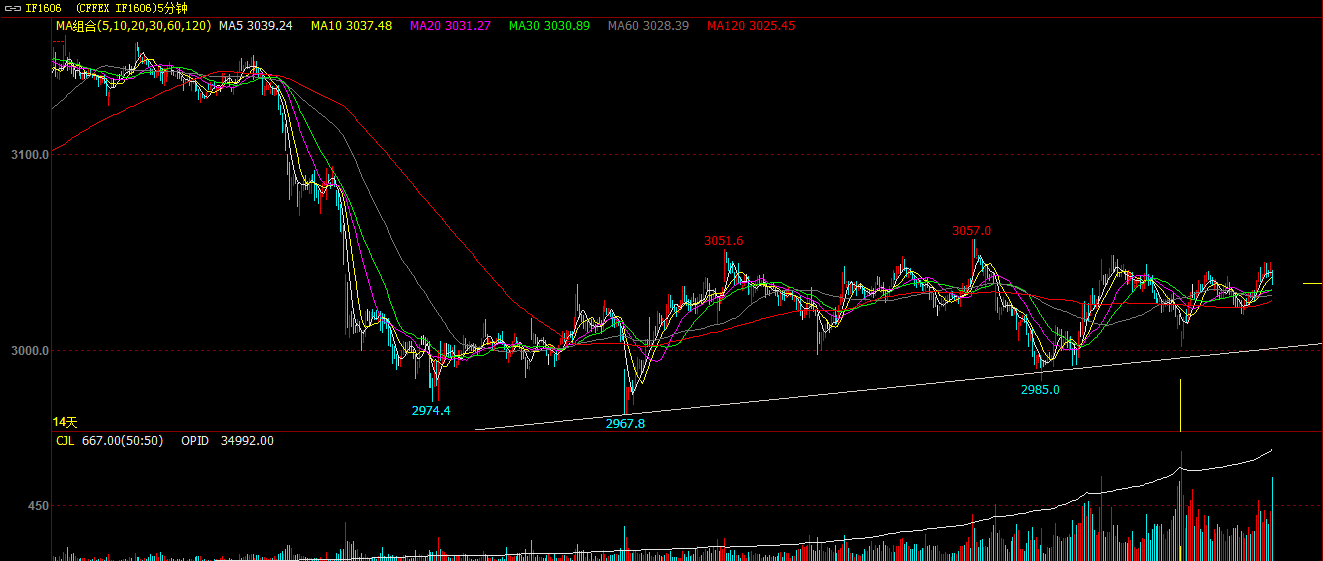 IF1606 (CFFEX IF1606)5分钟
MA组合(5,10,20,30,60,120) MA5 3039.24 MA10 3037.48 MA20 3031.27 MA30 3030.89 MA60 3028.39 MA120 3025.45
3100.0
3051.6
3057.0
3000.0
2985.0
2974.4
2967.8
14天
CJL 667.00(50:50) OPID 34992.00
450